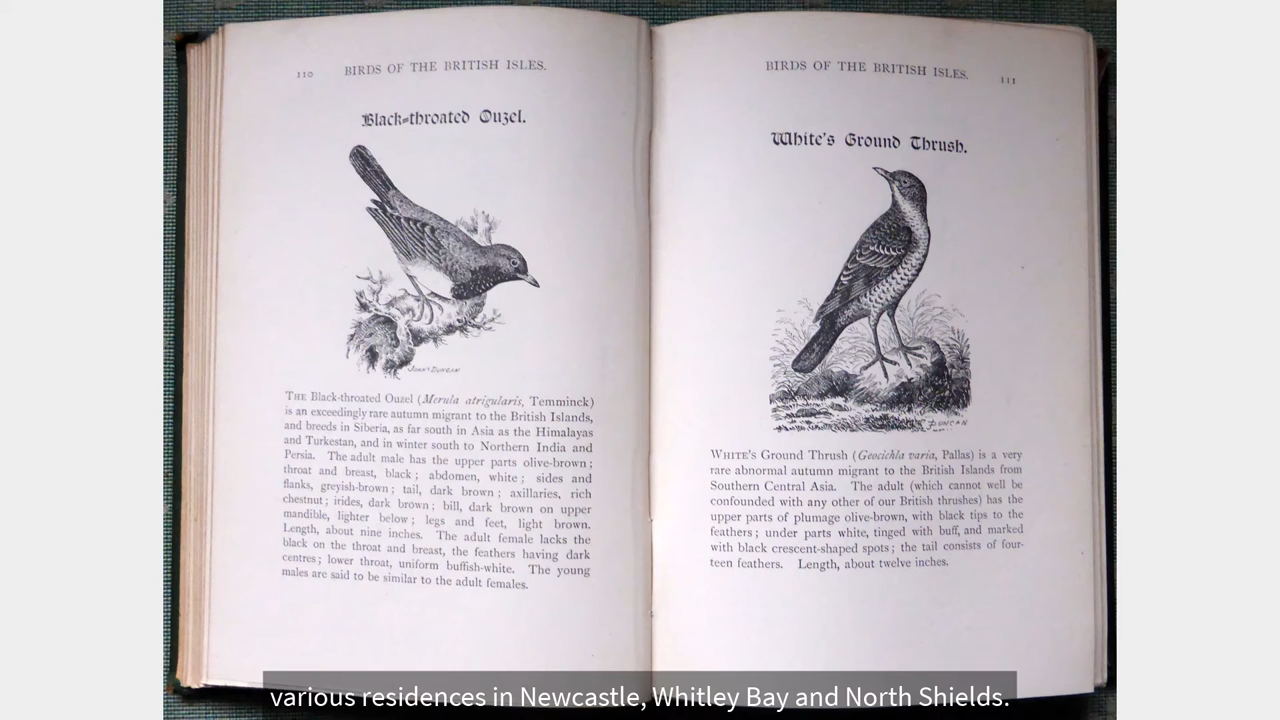 110
BIRDS OF THE BRITISH ISLES.
Black-throated Ouzel.
JOHN DUNCAN
THE Black-throated Ouzel (Merula atrigularis, Temminck)
is an exceedingly rare autumn migrant to the British Islands,
and breeds in Siberia, as far south in Asia as the Himalayas
and Turkestan, and in winter south to Northern India and
Persia. The adult male has the upper parts olive-brown;
throat and breast, black; abdomen, white; sides and
flanks, greyish-brown; tail, dark brown; axillaries, rich
chestnut; irides, dark brown; bill, dark brown on upper
mandible, lighter below; legs and feet, light brown.
Length, about nine inches. The adult female lacks the
black on the throat and breast, the feathers having dark
centres; lower throat, uniform buffish-white. The young
males are said to be similar to the adult females.
BIRDS OF THE BRITISH ISLES.
111
White's Ground Thrush.
DUNCAN
WHITE'S Ground Thrush (Geocichla varia, Pallas) is a very
rare abnormal autumn migrant to the British Islands from
Southern Central Asia. The adult (which cannot well be
confounded with any other of our British thrushes) has the
upper parts of plumage olive-brown, with black tips to the
feathers; under parts white, tinged with buff, and marked
with black crescent-shaped spots; the tail consists of four-
teen feathers. Length, about twelve inches.
various residences in Newcastle, Whitley Bay and North Shields.